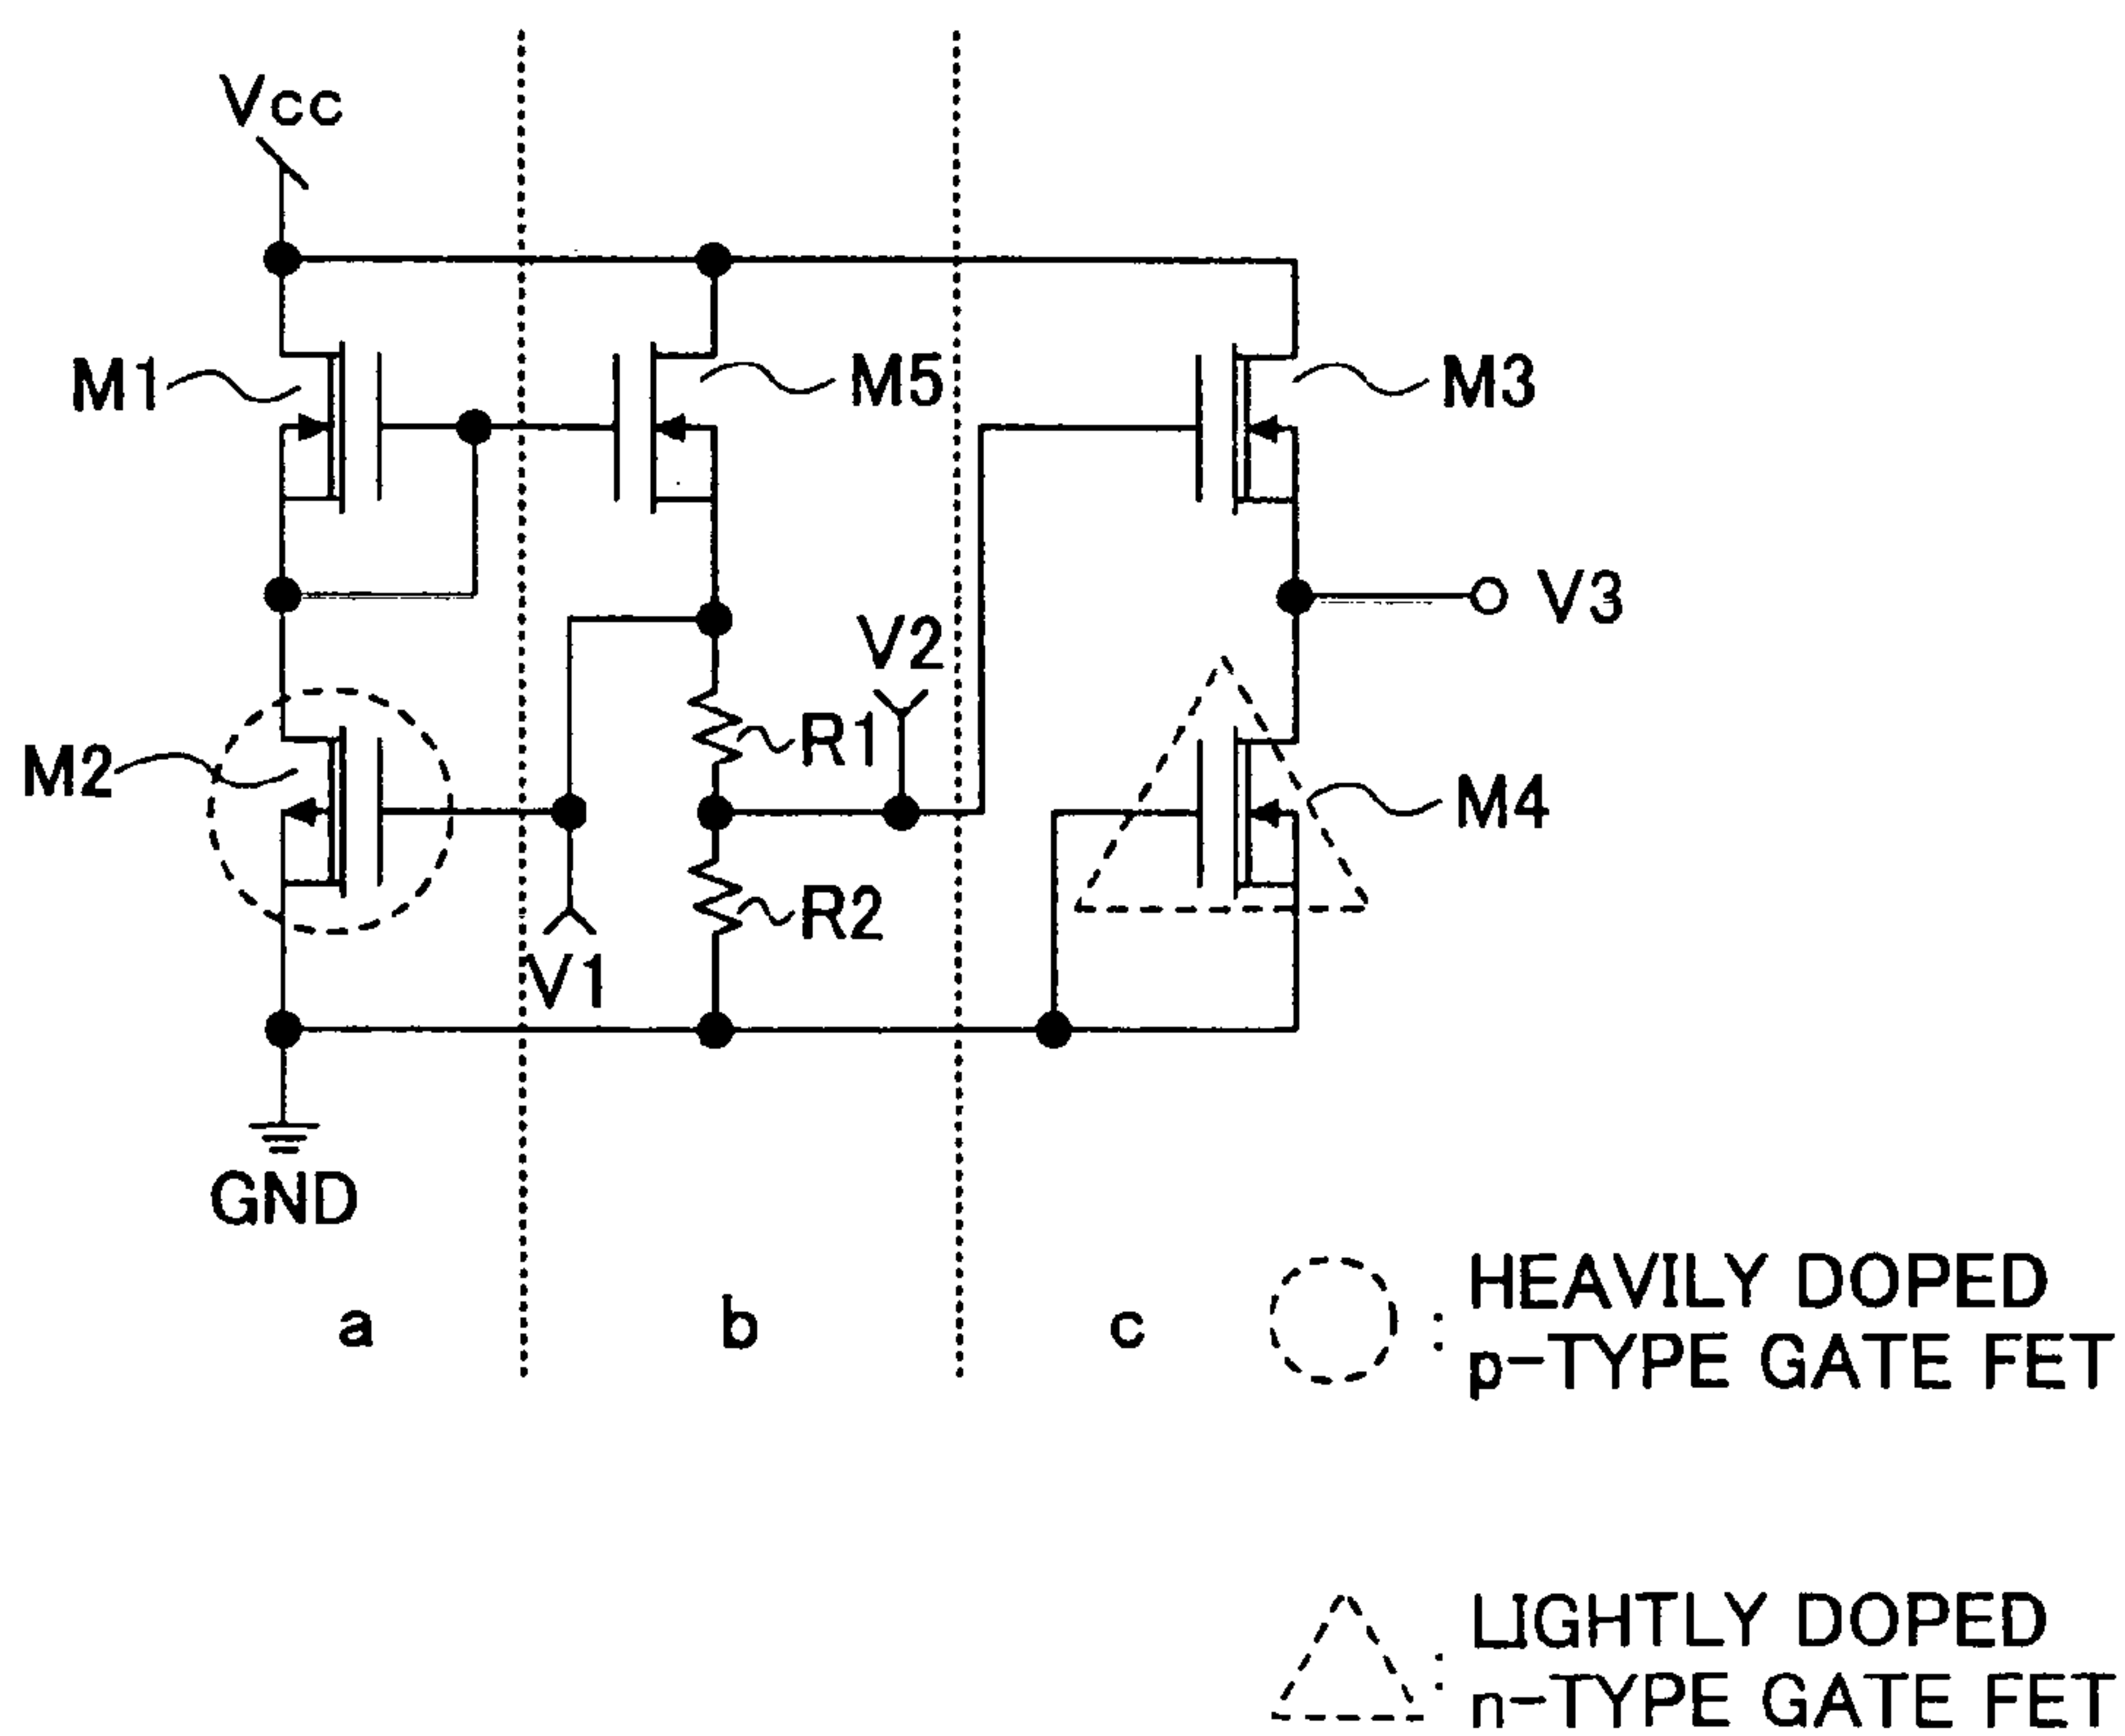 Vcc
M1
M5
M3
V3
V2
R1
M2
M4
R2
V1
GND
a
b
c
: HEAVILY DOPED
p-TYPE GATE FET
: LIGHTLY DOPED
n-TYPE GATE FET